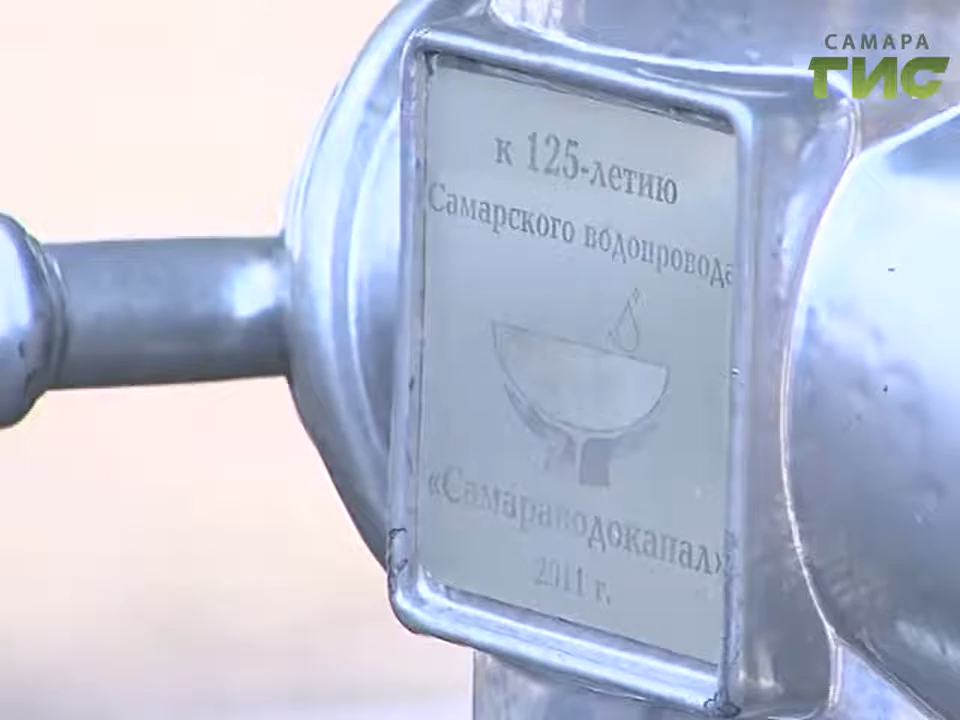 САМАРА
ГИС
к 125-летию
Самарского водопровода
«Самараводоканал»
2011 г.